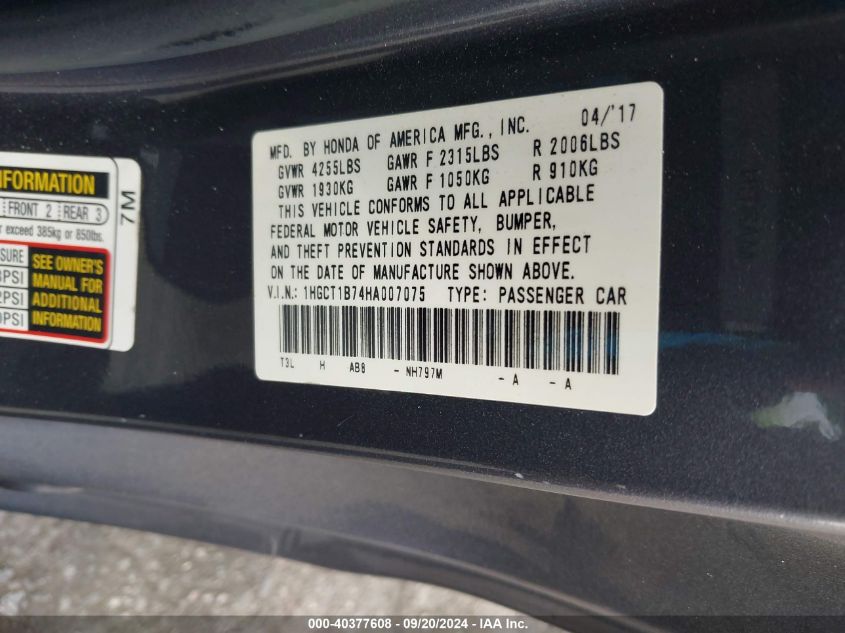 NFORMATION
FRONT 2 REAR 3
exceed 385kg or 850lbs.
SURE
PSI
PSI
PSI
SEE OWNER'S
MANUAL FOR
ADDITIONAL
INFORMATION
7M
MFD. BY HONDA OF AMERICA MFG., INC. 04/'17
GVWR 4255LBS GAWR F 2315LBS R 2006LBS
GVWR 1930KG GAWR F 1050KG R 910KG
THIS VEHICLE CONFORMS TO ALL APPLICABLE
FEDERAL MOTOR VEHICLE SAFETY, BUMPER,
AND THEFT PREVENTION STANDARDS IN EFFECT
ON THE DATE OF MANUFACTURE SHOWN ABOVE.
V.I.N.: 1HGCT1B74HA007075 TYPE: PASSENGER CAR
T3L H AB8 - NH797M - A - A
000-40377608 - 09/20/2024 - IAA Inc.